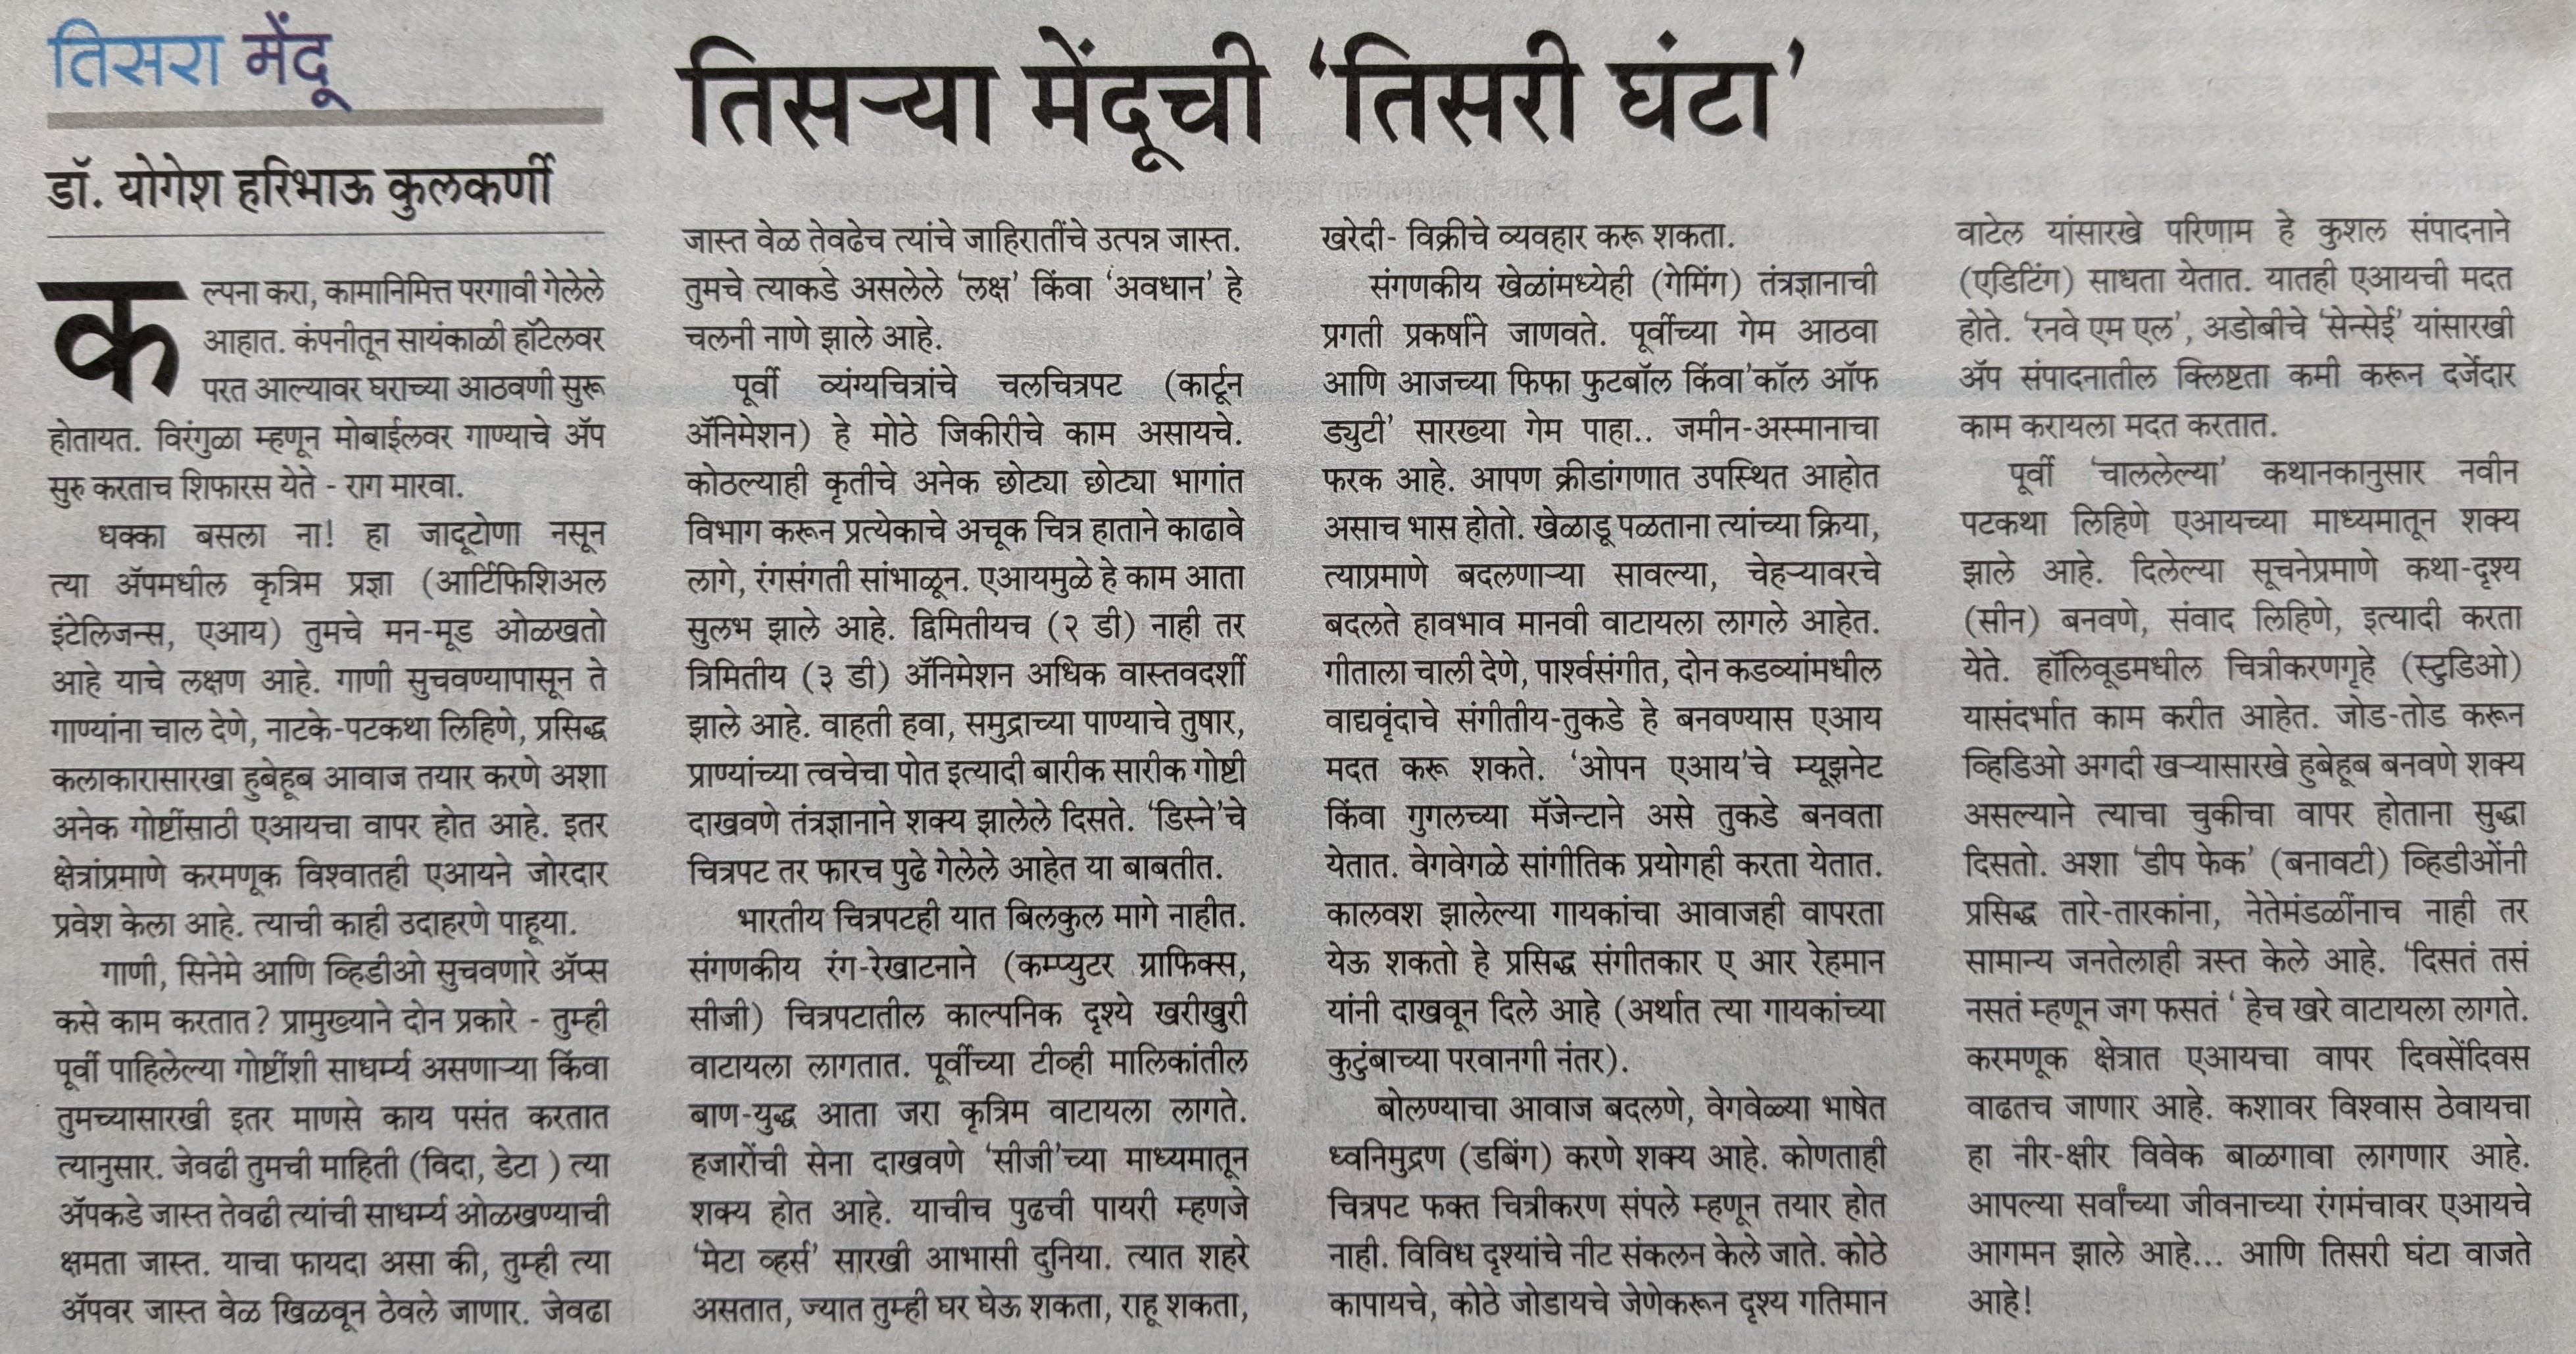 तिसरा मेंदू
तिसऱ्या मेंदूची ‘तिसरी घंटा’
डॉ. योगेश हरिभाऊ कुलकर्णी
कल्पना करा, कामानिमित्त परगावी गेलेले
आहात. कंपनीतून सायंकाळी हॉटेलवर
परत आल्यावर घराच्या आठवणी सुरू
होतायत. विरंगुळा म्हणून मोबाईलवर गाण्याचे ॲप
सुरु करताच शिफारस येते - राग मारवा.
धक्का बसला ना! हा जादूटोणा नसून
त्या ॲपमधील कृत्रिम प्रज्ञा (आर्टिफिशिअल
इंटेलिजन्स, एआय) तुमचे मन-मूड ओळखतो
आहे याचे लक्षण आहे. गाणी सुचवण्यापासून ते
गाण्यांना चाल देणे, नाटके-पटकथा लिहिणे, प्रसिद्ध
कलाकारासारखा हुबेहूब आवाज तयार करणे अशा
अनेक गोष्टींसाठी एआयचा वापर होत आहे. इतर
क्षेत्रांप्रमाणे करमणूक विश्वातही एआयने जोरदार
प्रवेश केला आहे. त्याची काही उदाहरणे पाहूया.
गाणी, सिनेमे आणि व्हिडीओ सुचवणारे ॲप्स
कसे काम करतात? प्रामुख्याने दोन प्रकारे - तुम्ही
पूर्वी पाहिलेल्या गोष्टींशी साधर्म्य असणाऱ्या किंवा
तुमच्यासारखी इतर माणसे काय पसंत करतात
त्यानुसार. जेवढी तुमची माहिती (विदा, डेटा ) त्या
ॲपकडे जास्त तेवढी त्यांची साधर्म्य ओळखण्याची
क्षमता जास्त. याचा फायदा असा की, तुम्ही त्या
ॲपवर जास्त वेळ खिळवून ठेवले जाणार. जेवढा
जास्त वेळ तेवढेच त्यांचे जाहिरातींचे उत्पन्न जास्त.
तुमचे त्याकडे असलेले ‘लक्ष’ किंवा ‘अवधान’ हे
चलनी नाणे झाले आहे.
पूर्वी व्यंग्यचित्रांचे चलचित्रपट (कार्टून
ॲनिमेशन) हे मोठे जिकीरीचे काम असायचे.
कोठल्याही कृतीचे अनेक छोट्या छोट्या भागांत
विभाग करून प्रत्येकाचे अचूक चित्र हाताने काढावे
लागे, रंगसंगती सांभाळून. एआयमुळे हे काम आता
सुलभ झाले आहे. द्विमितीयच (२ डी) नाही तर
त्रिमितीय (३ डी) ॲनिमेशन अधिक वास्तवदर्शी
झाले आहे. वाहती हवा, समुद्राच्या पाण्याचे तुषार,
प्राण्यांच्या त्वचेचा पोत इत्यादी बारीक सारीक गोष्टी
दाखवणे तंत्रज्ञानाने शक्य झालेले दिसते. ‘डिस्ने’चे
चित्रपट तर फारच पुढे गेलेले आहेत या बाबतीत.
भारतीय चित्रपटही यात बिलकुल मागे नाहीत.
संगणकीय रंग-रेखाटनाने (कम्प्युटर ग्राफिक्स,
सीजी) चित्रपटातील काल्पनिक दृश्ये खरीखुरी
वाटायला लागतात. पूर्वीच्या टीव्ही मालिकांतील
बाण-युद्ध आता जरा कृत्रिम वाटायला लागते.
हजारोंची सेना दाखवणे ‘सीजी’च्या माध्यमातून
शक्य होत आहे. याचीच पुढची पायरी म्हणजे
‘मेटा व्हर्स’ सारखी आभासी दुनिया. त्यात शहरे
असतात, ज्यात तुम्ही घर घेऊ शकता, राहू शकता,
खरेदी- विक्रीचे व्यवहार करू शकता.
संगणकीय खेळांमध्येही (गेमिंग) तंत्रज्ञानाची
प्रगती प्रकर्षाने जाणवते. पूर्वीच्या गेम आठवा
आणि आजच्या फिफा फुटबॉल किंवा’कॉल ऑफ
ड्युटी’ सारख्या गेम पाहा.. जमीन-अस्मानाचा
फरक आहे. आपण क्रीडांगणात उपस्थित आहोत
असाच भास होतो. खेळाडू पळताना त्यांच्या क्रिया,
त्याप्रमाणे बदलणाऱ्या सावल्या, चेहऱ्यावरचे
बदलते हावभाव मानवी वाटायला लागले आहेत.
गीताला चाली देणे, पार्श्वसंगीत, दोन कडव्यांमधील
वाद्यवृंदाचे संगीतीय-तुकडे हे बनवण्यास एआय
मदत करू शकते. ‘ओपन एआय’चे म्यूझनेट
किंवा गुगलच्या मॅजेन्टाने असे तुकडे बनवता
येतात. वेगवेगळे सांगीतिक प्रयोगही करता येतात.
कालवश झालेल्या गायकांचा आवाजही वापरता
येऊ शकतो हे प्रसिद्ध संगीतकार ए आर रेहमान
यांनी दाखवून दिले आहे (अर्थात त्या गायकांच्या
कुटुंबाच्या परवानगी नंतर).
बोलण्याचा आवाज बदलणे, वेगवेळ्या भाषेत
ध्वनिमुद्रण (डबिंग) करणे शक्य आहे. कोणताही
चित्रपट फक्त चित्रीकरण संपले म्हणून तयार होत
नाही. विविध दृश्यांचे नीट संकलन केले जाते. कोठे
कापायचे, कोठे जोडायचे जेणेकरून दृश्य गतिमान
वाटेल यांसारखे परिणाम हे कुशल संपादनाने
(एडिटिंग) साधता येतात. यातही एआयची मदत
होते. ‘रनवे एम एल’, अडोबीचे ‘सेन्सेई’ यांसारखी
ॲप संपादनातील क्लिष्टता कमी करून दर्जेदार
काम करायला मदत करतात.
पूर्वी ‘चाललेल्या’ कथानकानुसार नवीन
पटकथा लिहिणे एआयच्या माध्यमातून शक्य
झाले आहे. दिलेल्या सूचनेप्रमाणे कथा-दृश्य
(सीन) बनवणे, संवाद लिहिणे, इत्यादी करता
येते. हॉलिवूडमधील चित्रीकरणगृहे (स्टुडिओ)
यासंदर्भात काम करीत आहेत. जोड-तोड करून
व्हिडिओ अगदी खऱ्यासारखे हुबेहूब बनवणे शक्य
असल्याने त्याचा चुकीचा वापर होताना सुद्धा
दिसतो. अशा ‘डीप फेक’ (बनावटी) व्हिडीओंनी
प्रसिद्ध तारे-तारकांना, नेतेमंडळींनाच नाही तर
सामान्य जनतेलाही त्रस्त केले आहे. ‘दिसतं तसं
नसतं म्हणून जग फसतं ‘ हेच खरे वाटायला लागते.
करमणूक क्षेत्रात एआयचा वापर दिवसेंदिवस
वाढतच जाणार आहे. कशावर विश्वास ठेवायचा
हा नीर-क्षीर विवेक बाळगावा लागणार आहे.
आपल्या सर्वांच्या जीवनाच्या रंगमंचावर एआयचे
आगमन झाले आहे... आणि तिसरी घंटा वाजते
आहे!